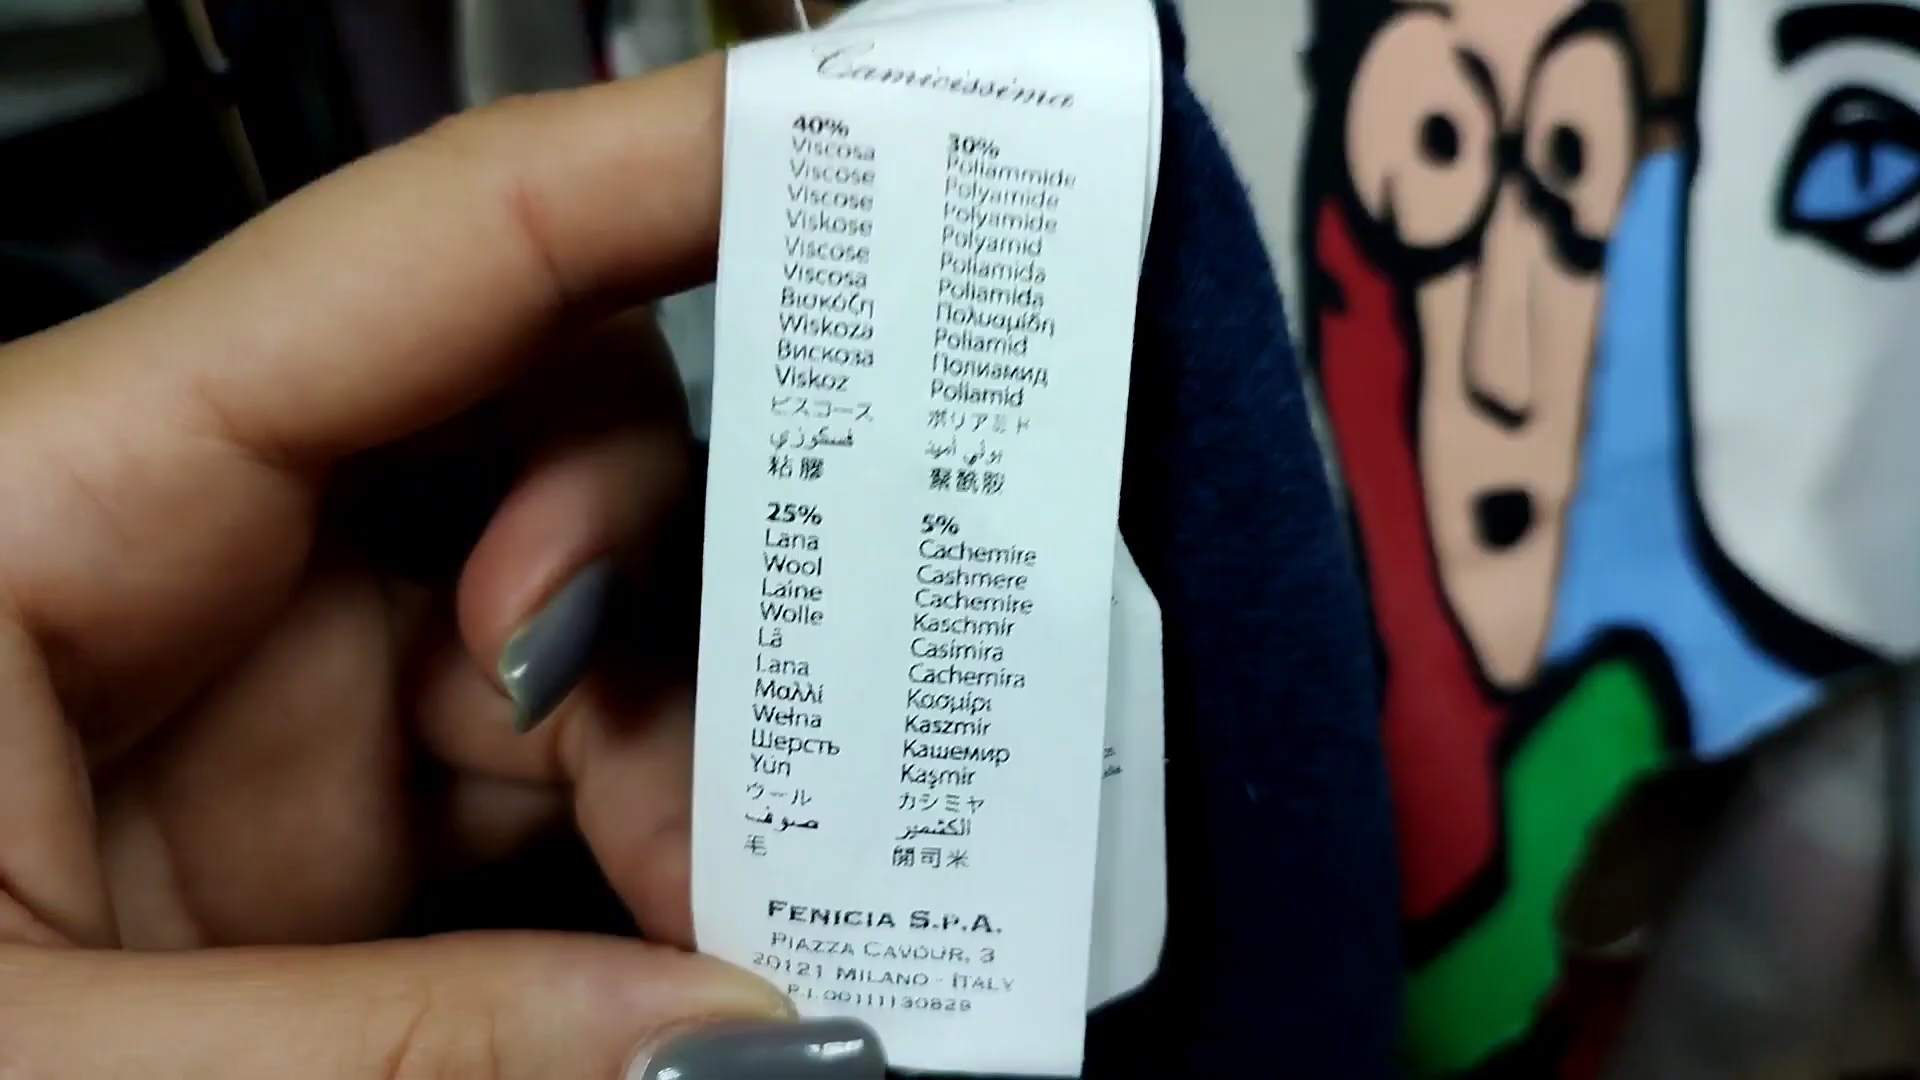 Camicissima
40%
Viscosa
Viscose
Viscose
Viskose
Viscose
Viscosa
Βισκόζη
Wiskoza
Вискоза
Viskoz
ビスコース
فسكوزي
粘膠
30%
Poliammide
Polyamide
Polyamide
Polyamid
Poliamida
Poliamida
Πολυαμίδη
Poliamid
Полиамид
Poliamid
ポリアミド
بولي أميد
聚酰胺
25%
Lana
Wool
Laine
Wolle
Lã
Lana
Μαλλί
Wełna
Шерсть
Yün
ウール
صوف
毛
5%
Cachemire
Cashmere
Cachemire
Kaschmir
Casimira
Cachemira
Κασμίρι
Kaszmir
Кашемир
Kaşmir
カシミヤ
الكشمير
開司米
FENICIA S.P.A.
PIAZZA CAVOUR, 3
20121 MILANO - ITALY
P.I. 00111130829